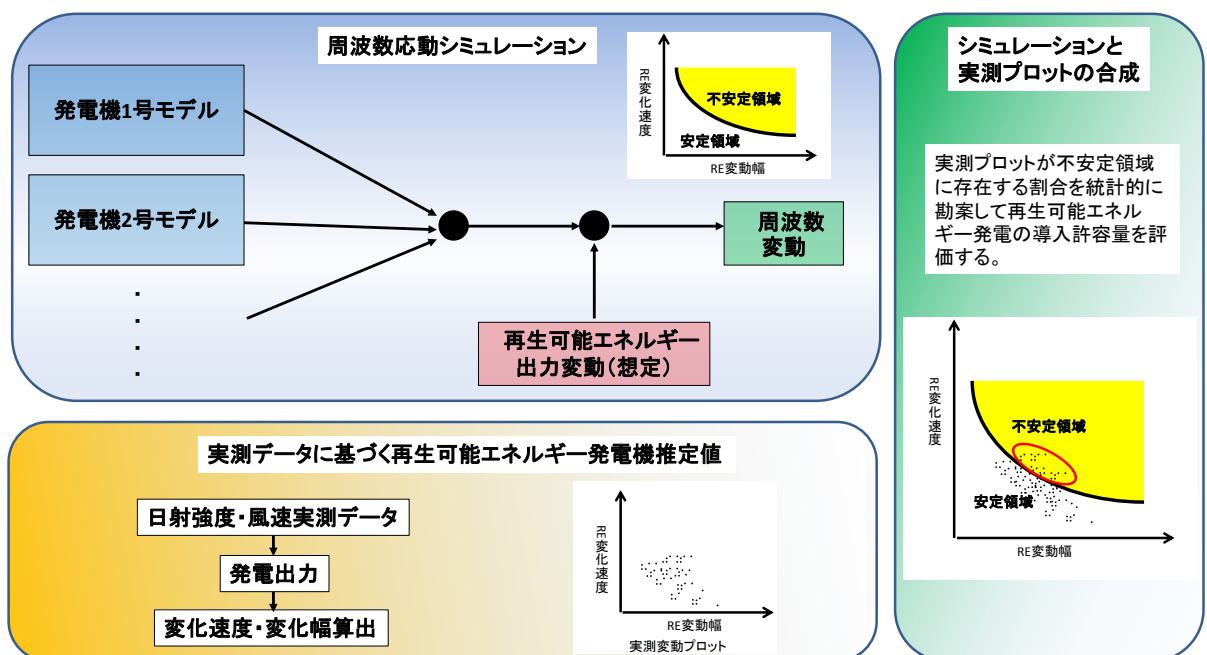 周波数応動シミュレーション
発電機1号モデル
発電機2号モデル
・
・
・
・
RE変化速度
不安定領域
安定領域
RE変動幅
周波数
変動
再生可能エネルギー
出力変動(想定)
実測データに基づく再生可能エネルギー発電機推定値
日射強度・風速実測データ
発電出力
変化速度・変化幅算出
RE変化速度
RE変動幅
実測変動プロット
シミュレーションと
実測プロットの合成
実測プロットが不安定領域
に存在する割合を統計的に
勘案して再生可能エネル
ギー発電の導入許容量を評
価する。
RE変化速度
不安定領域
安定領域
RE変動幅